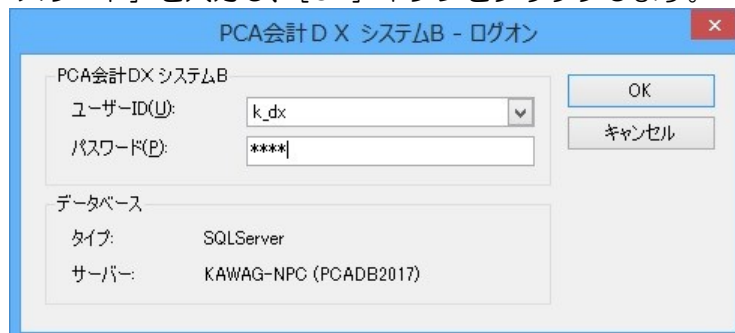 PCA会計ＤＸ システムB - ログオン
PCA会計DX システムB
ユーザーID(U):
k_dx
OK
パスワード(P):
****
キャンセル
データベース
タイプ:
SQLServer
サーバー:
KAWAG-NPC (PCADB2017)